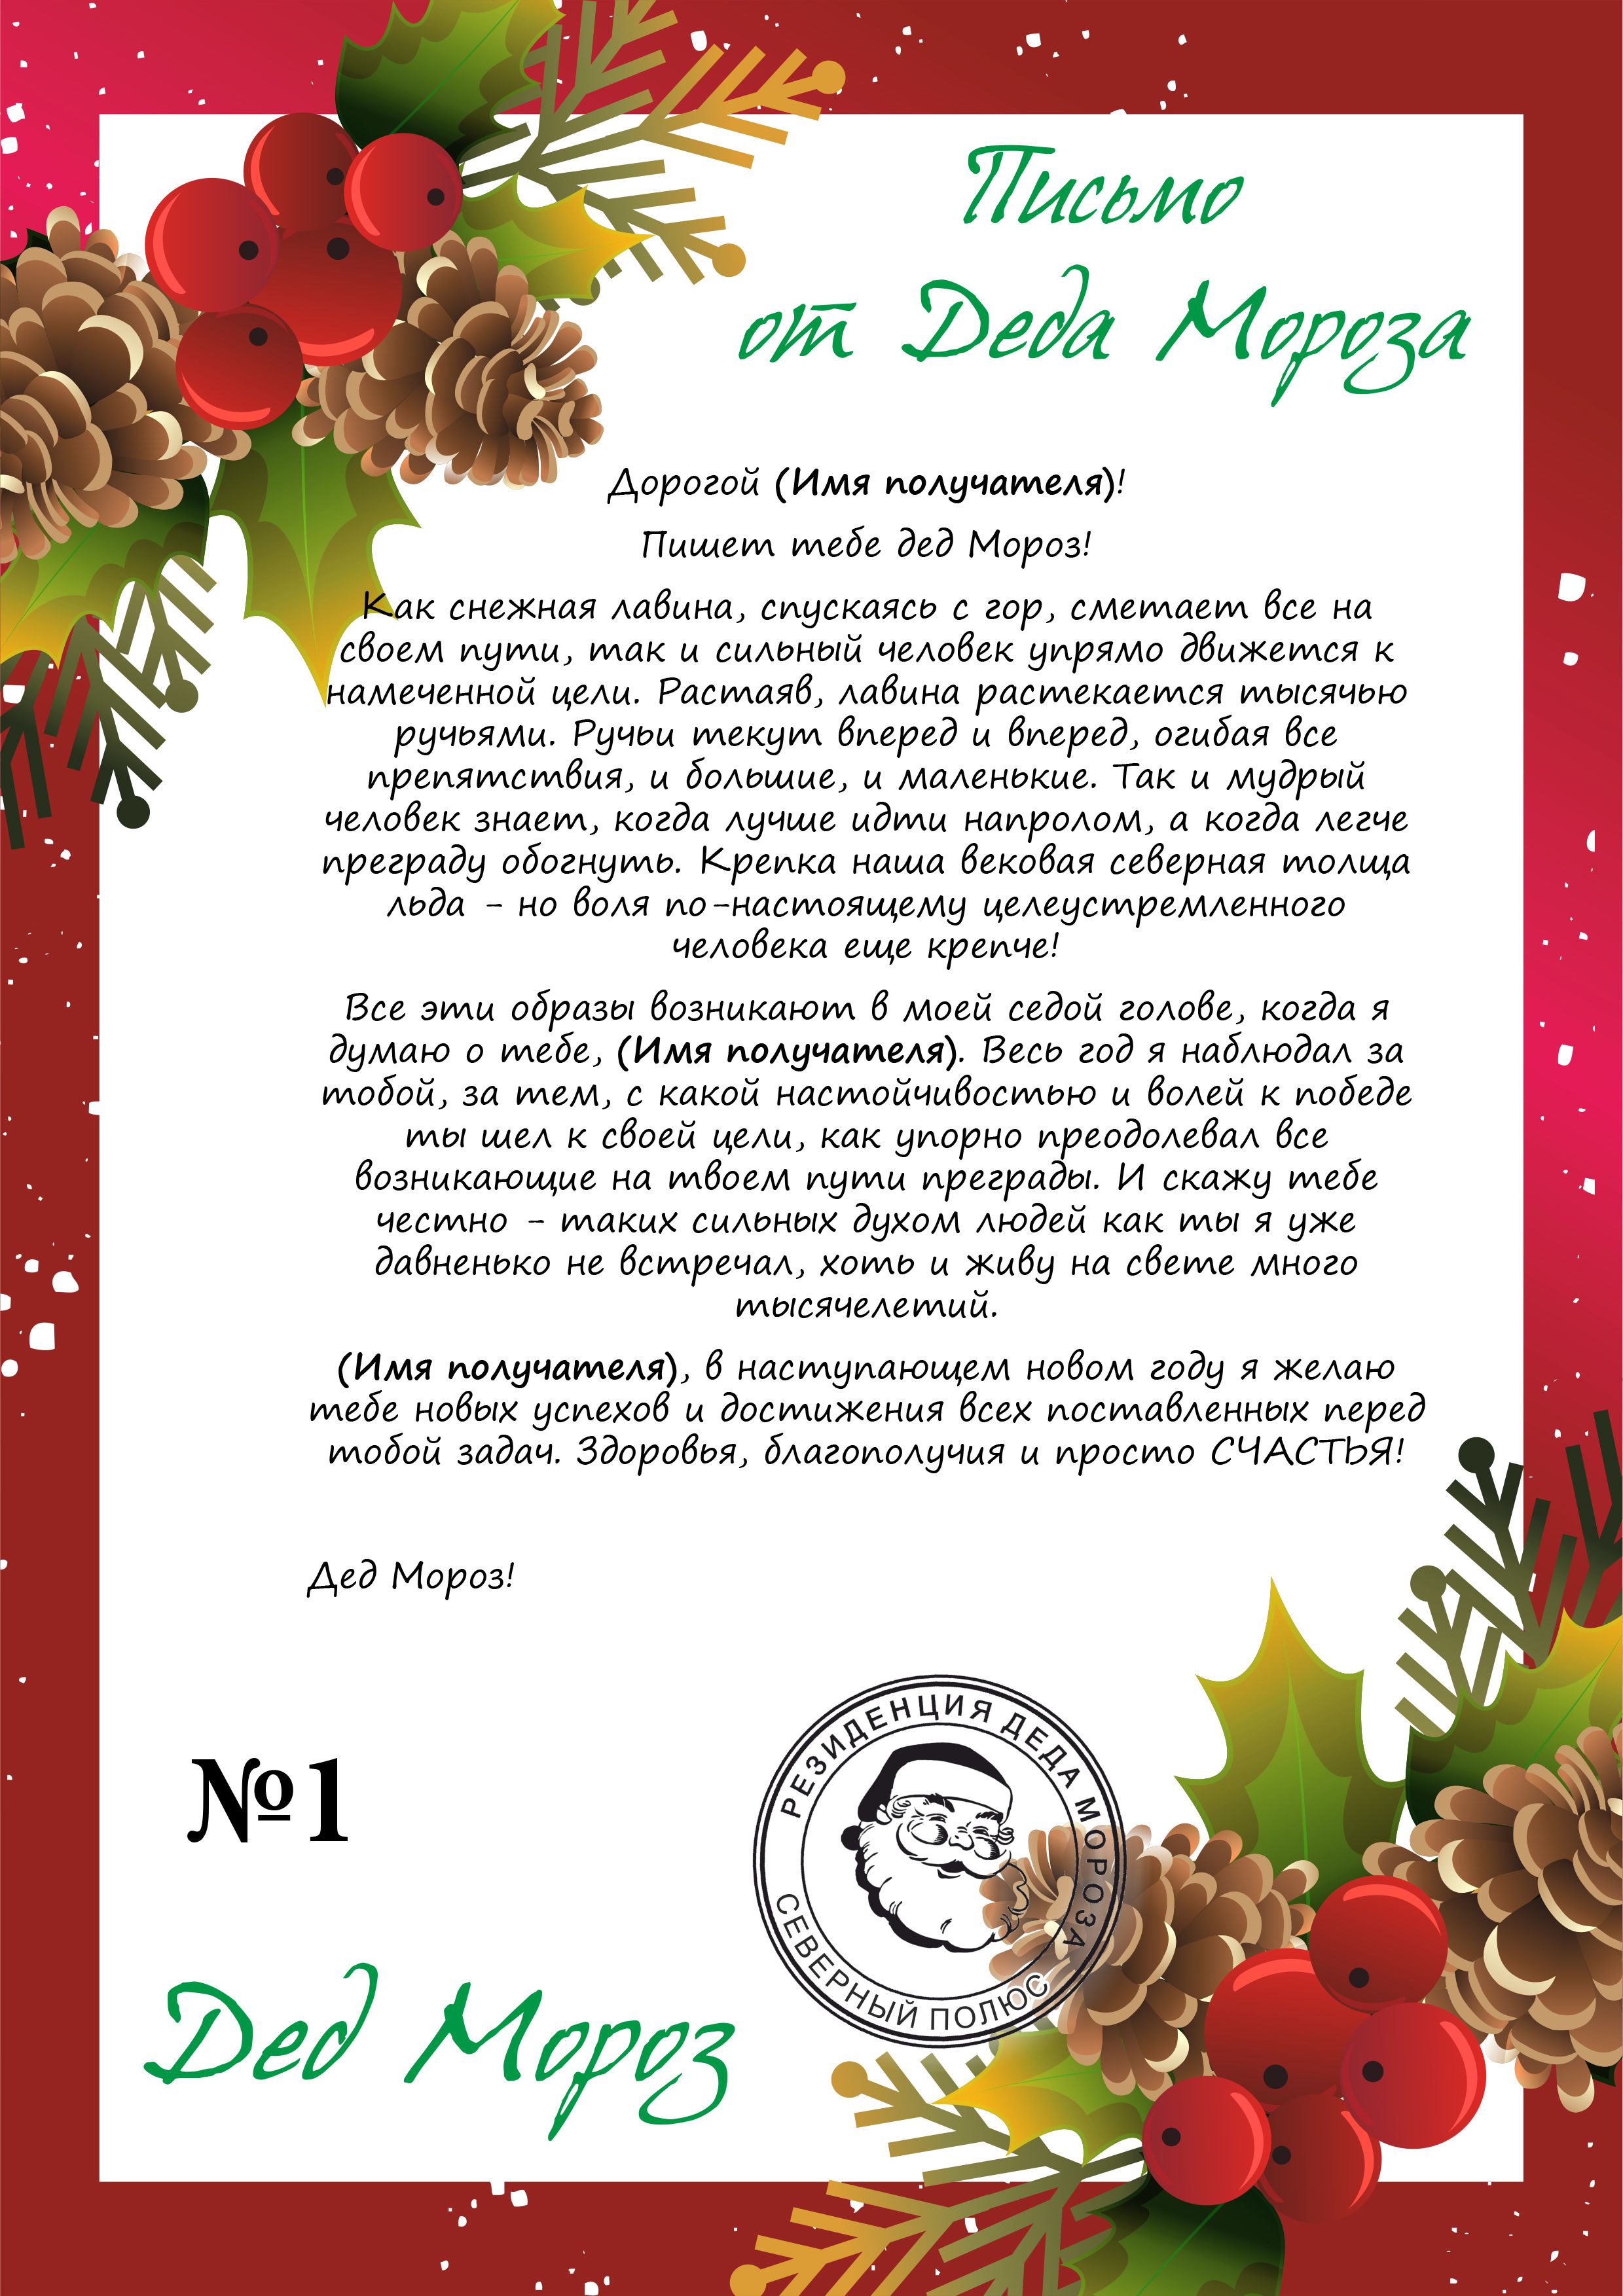 Письмо
от Деда Мороза
Дорогой (Имя получателя)!
Пишет тебе дед Мороз!
Как снежная лавина, спускаясь с гор, сметает все на
своем пути, так и сильный человек упрямо движется к
намеченной цели. Растаяв, лавина растекается тысячью
ручьями. Ручьи текут вперед и вперед, огибая все
препятствия, и большие, и маленькие. Так и мудрый
человек знает, когда лучше идти напролом, а когда легче
преграду обогнуть. Крепка наша вековая северная толща
льда - но воля по-настоящему целеустремленного
человека еще крепче!
Все эти образы возникают в моей седой голове, когда я
думаю о тебе, (Имя получателя). Весь год я наблюдал за
тобой, за тем, с какой настойчивостью и волей к победе
ты шел к своей цели, как упорно преодолевал все
возникающие на твоем пути преграды. И скажу тебе
честно - таких сильных духом людей как ты я уже
давненько не встречал, хоть и живу на свете много
тысячелетий.
(Имя получателя), в наступающем новом году я желаю
тебе новых успехов и достижения всех поставленных перед
тобой задач. Здоровья, благополучия и просто СЧАСТЬЯ!
Дед Мороз!
РЕЗИДЕНЦИЯ ДЕДА МОРОЗА
СЕВЕРНЫЙ ПОЛЮС
№1
Дед Мороз